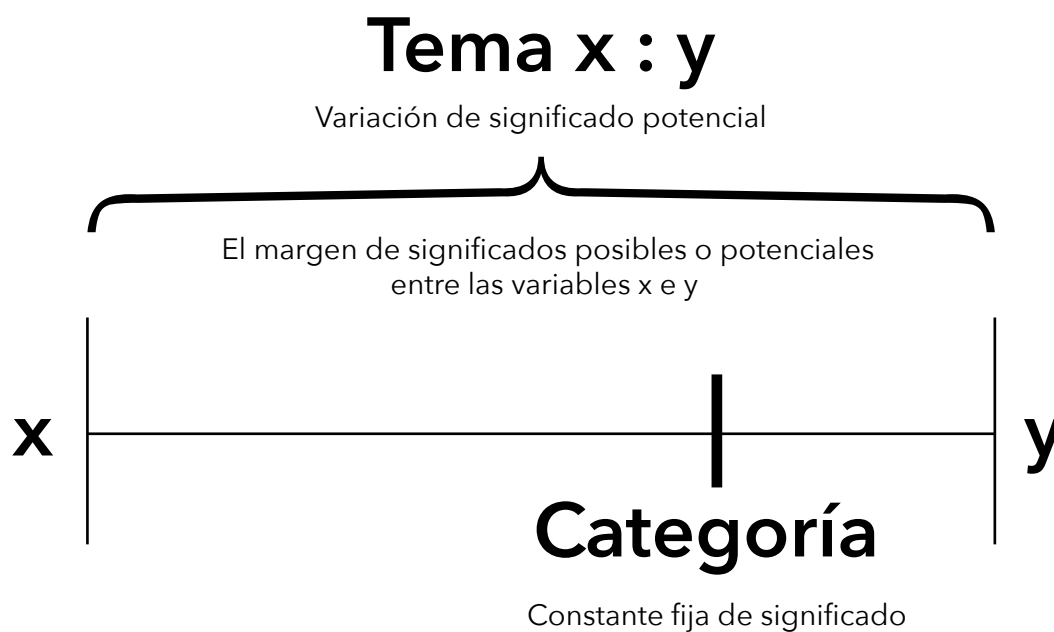 Tema x : y
Variación de significado potencial
El margen de significados posibles o potenciales
entre las variables x e y
x
y
Categoría
Constante fija de significado